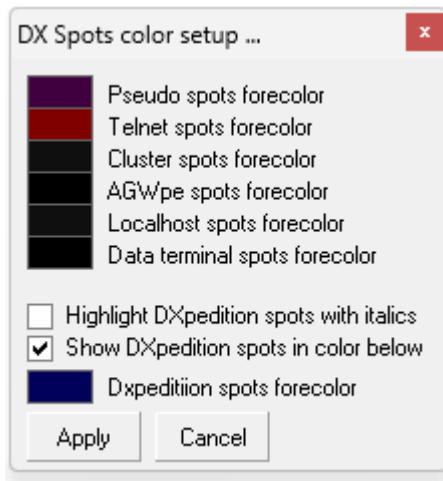 DX Spots color setup ...
x
Pseudo spots forecolor
Telnet spots forecolor
Cluster spots forecolor
AGWpe spots forecolor
Localhost spots forecolor
Data terminal spots forecolor
Highlight DXpedition spots with italics
Show DXpedition spots in color below
Dxpeditiion spots forecolor
Apply Cancel